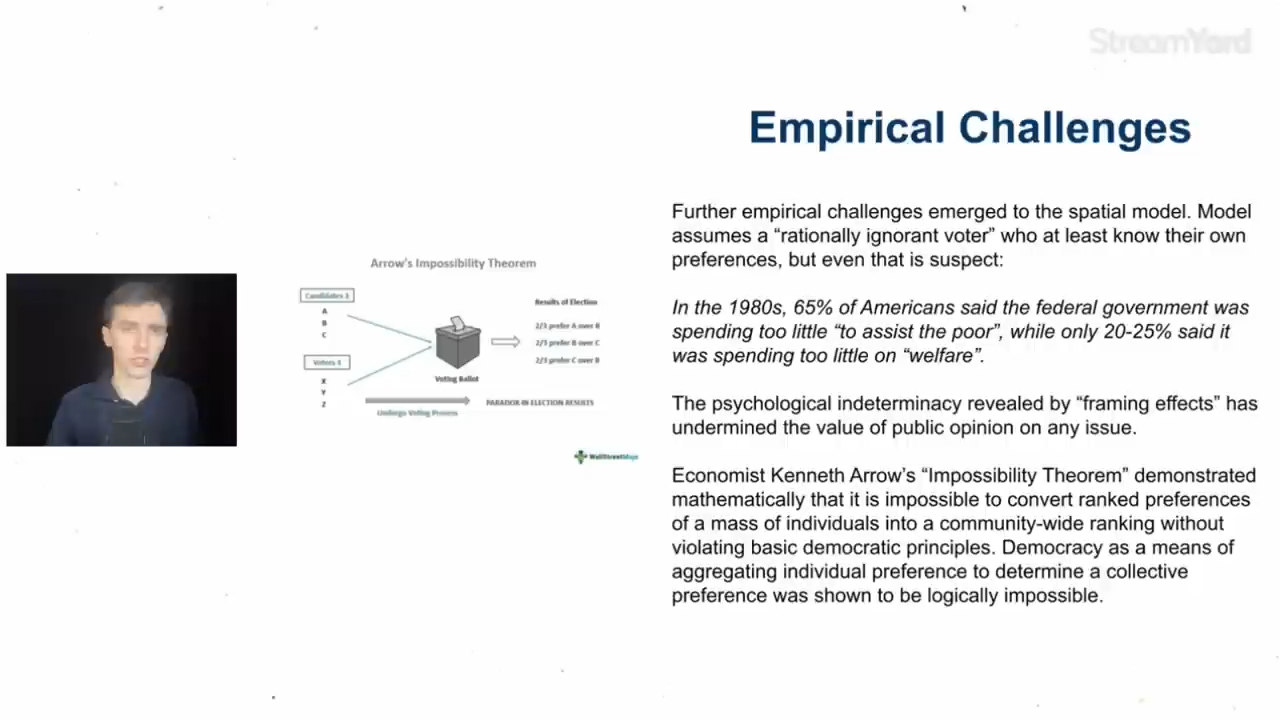 StreamYard
Empirical Challenges
Further empirical challenges emerged to the spatial model. Model
assumes a “rationally ignorant voter” who at least know their own
preferences, but even that is suspect:
In the 1980s, 65% of Americans said the federal government was
spending too little “to assist the poor”, while only 20-25% said it
was spending too little on “welfare”.
The psychological indeterminacy revealed by “framing effects” has
undermined the value of public opinion on any issue.
Economist Kenneth Arrow’s “Impossibility Theorem” demonstrated
mathematically that it is impossible to convert ranked preferences
of a mass of individuals into a community-wide ranking without
violating basic democratic principles. Democracy as a means of
aggregating individual preference to determine a collective
preference was shown to be logically impossible.
Arrow's Impossibility Theorem
Candidates 3
A
B
C
Voters 3
X
Y
Z
Voting Ballot
Undergo Voting Process
Results of Election
2/3 prefer A over B
2/3 prefer B over C
2/3 prefer C over
PARADOX IN ELECTION RESULTS
WallStreetMojo